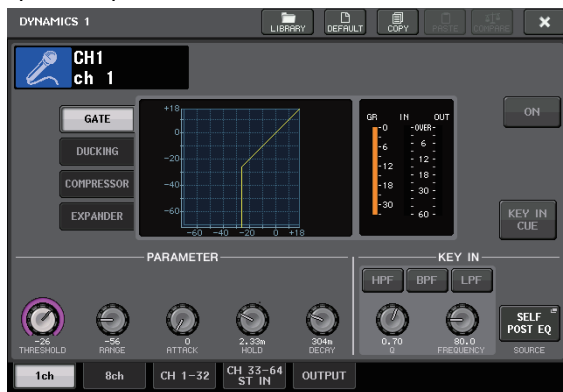 DYNAMICS 1
LIBRARY
DEFAULT
COPY
PASTE
COMPARE
CH1
ch 1
GATE
DUCKING
COMPRESSOR
EXPANDER
+18
0
-20
-40
-60
-60 -40 -20 0 +18
GR IN OUT
-0 -OVER-
-6 - 6 -
-12 - 12 -
-18 - 18 -
- 30 -
-30 - 60 -
ON
KEY IN
CUE
PARAMETER
KEY IN
HPF
BPF
LPF
SELF
POST EQ
-26
THRESHOLD
-56
RANGE
0
ATTACK
2.33m
HOLD
304m
DECAY
0.70
Q
80.0
FREQUENCY
SOURCE
1ch
8ch
CH 1-32
CH 33-64
ST IN
OUTPUT